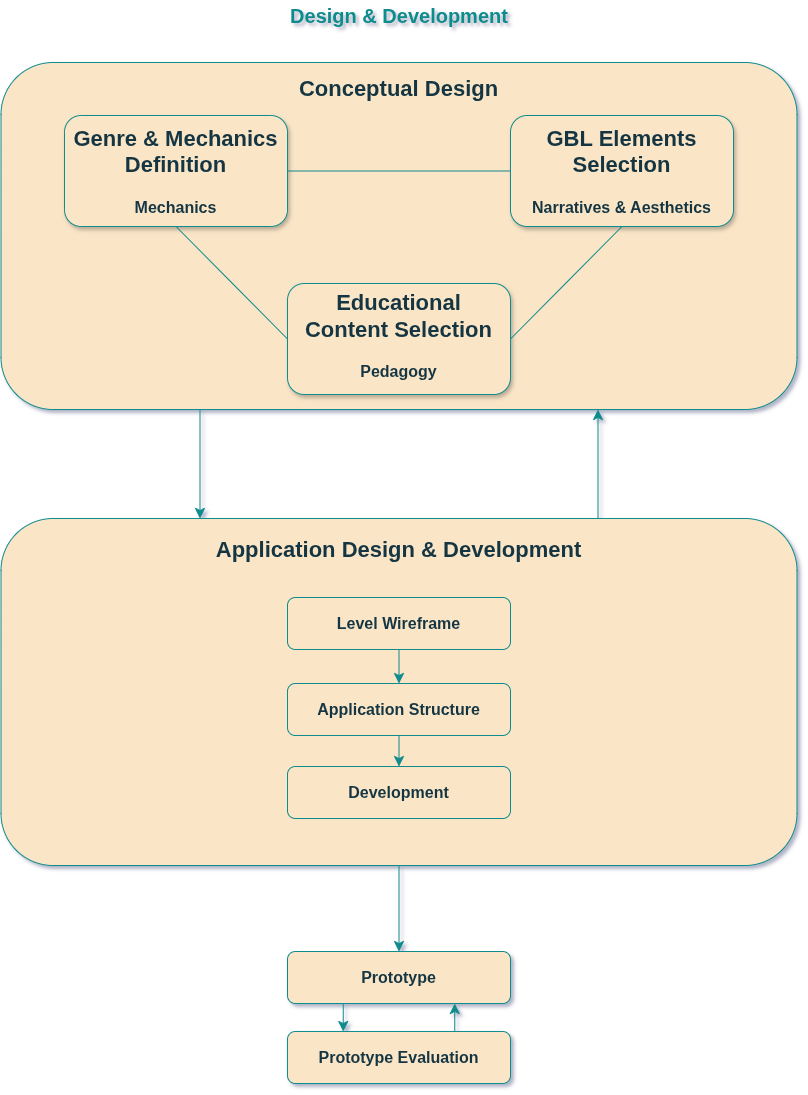 Design & Development
Conceptual Design
Genre & Mechanics
Definition
Mechanics
GBL Elements
Selection
Narratives & Aesthetics
Educational
Content Selection
Pedagogy
Application Design & Development
Level Wireframe
Application Structure
Development
Prototype
Prototype Evaluation